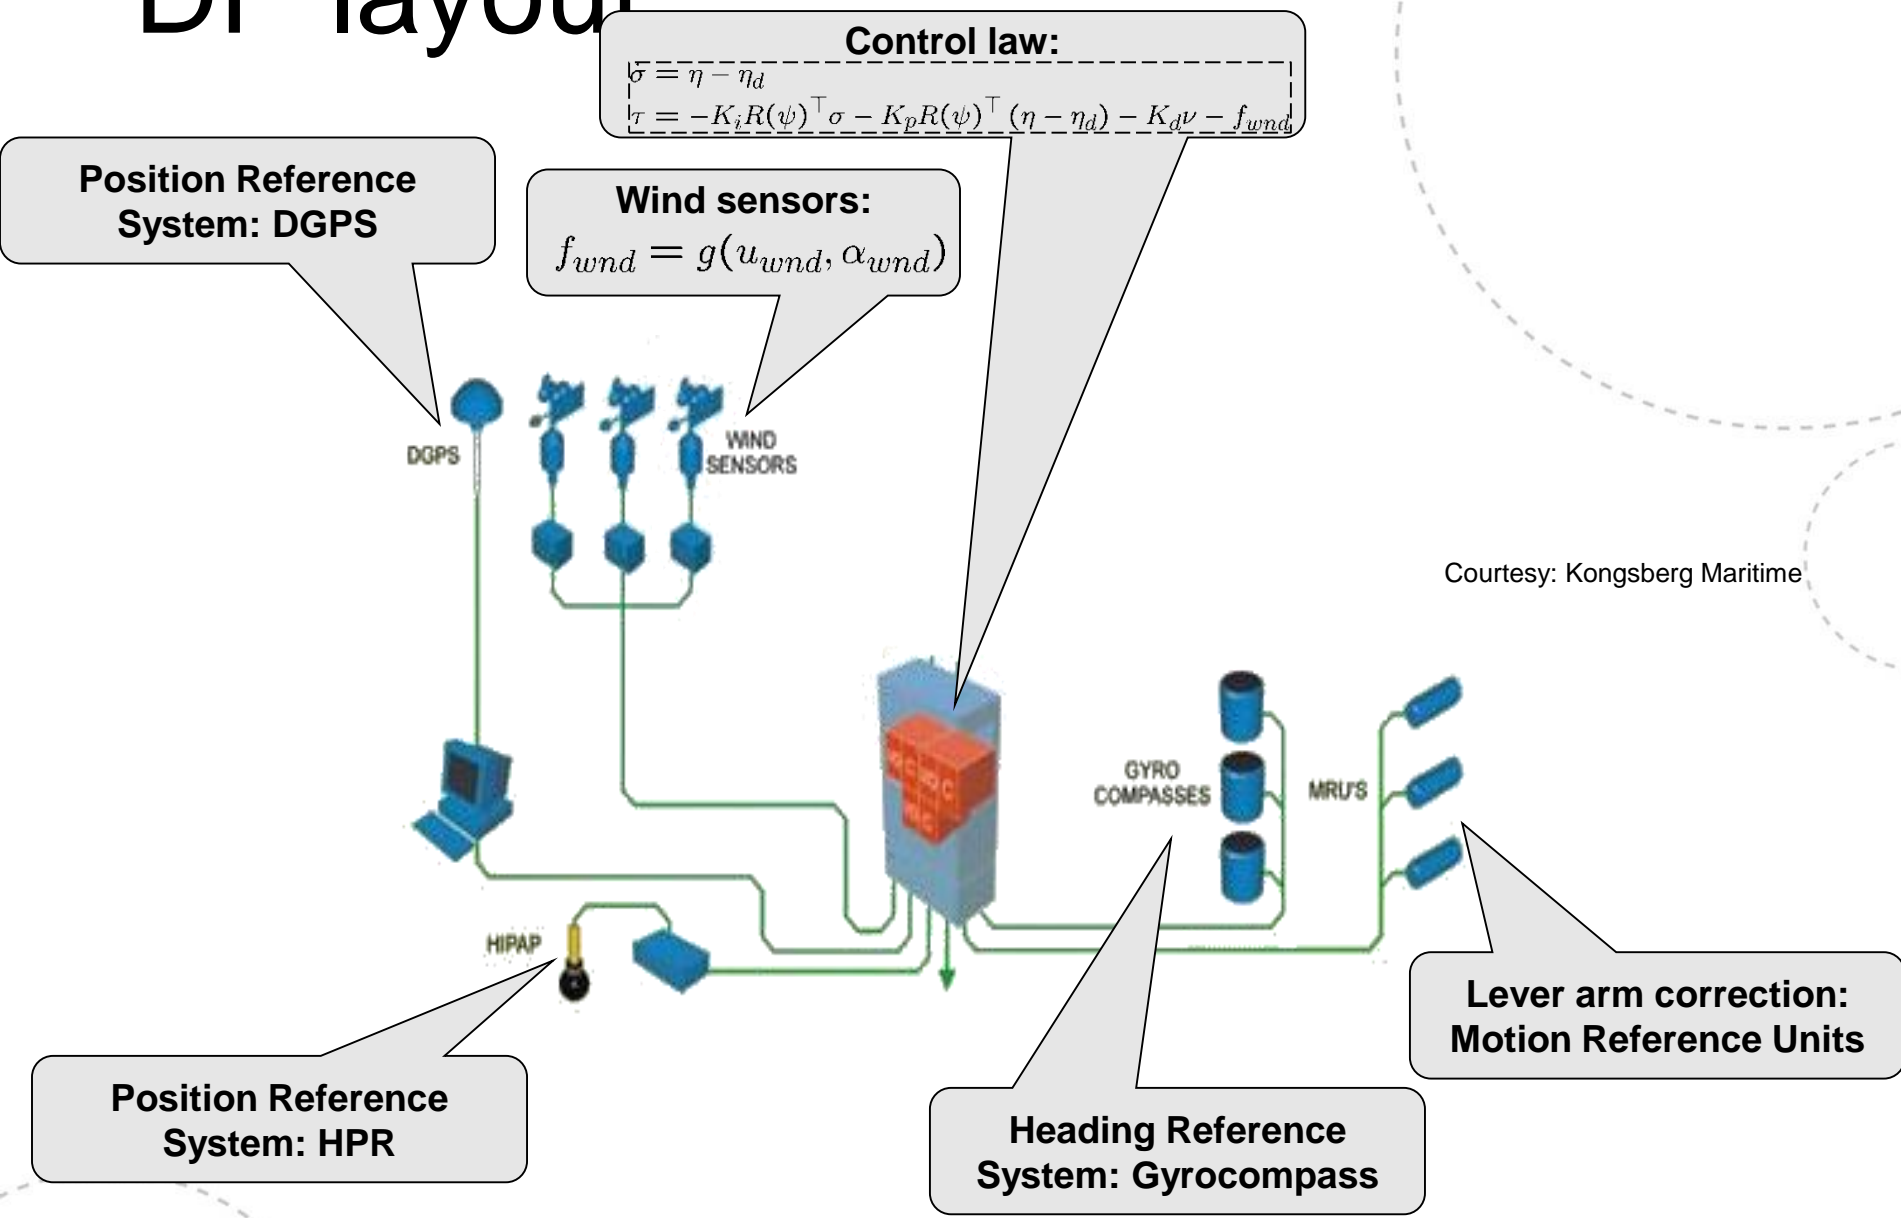 DP layout
Control law:
σ̇ = η − η_d
τ = −K_i R(ψ)^⊤ σ − K_p R(ψ)^⊤ (η − η_d) − K_d ν − f_wnd
Position Reference
System: DGPS
Wind sensors:
f_wnd = g(u_wnd, α_wnd)
DGPS
WIND
SENSORS
Courtesy: Kongsberg Maritime
GYRO
COMPASSES
MRU'S
HIPAP
Lever arm correction:
Motion Reference Units
Position Reference
System: HPR
Heading Reference
System: Gyrocompass